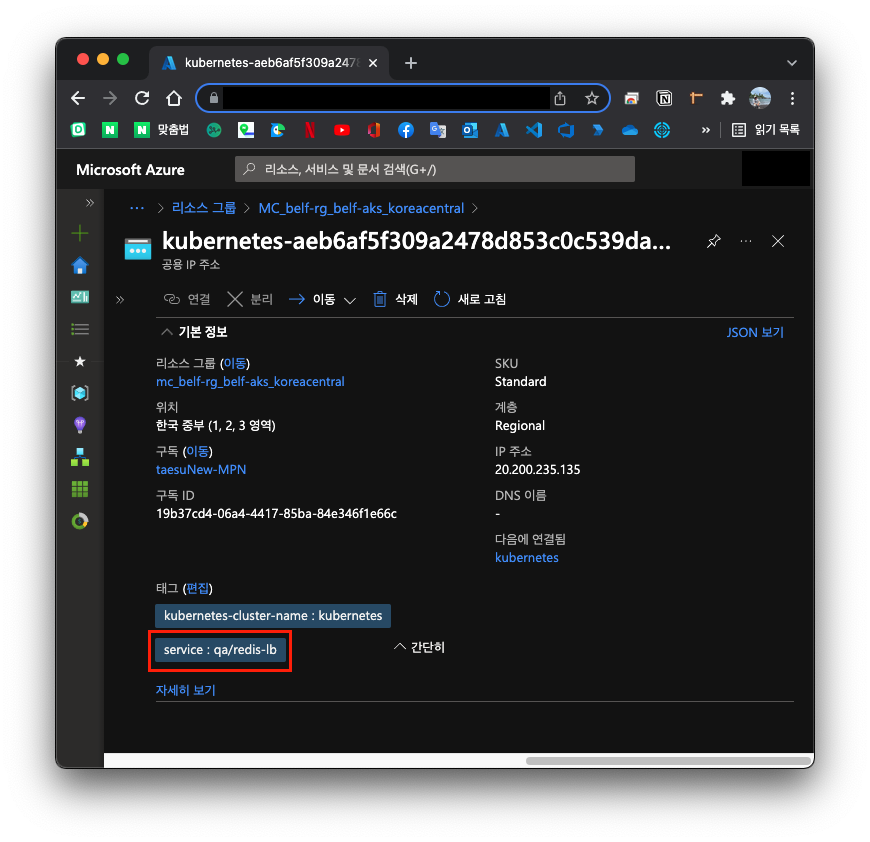 kubernetes-aeb6af5f309a247
맞춤법
읽기 목록
Microsoft Azure
리소스, 서비스 및 문서 검색(G+/)
리소스 그룹 > MC_belf-rg_belf-aks_koreacentral >
kubernetes-aeb6af5f309a2478d853c0c539da...
공용 IP 주소
연결 분리 이동 삭제 새로 고침
기본 정보
JSON 보기
리소스 그룹 (이동)
mc_belf-rg_belf-aks_koreacentral
위치
한국 중부 (1, 2, 3 영역)
구독 (이동)
taesuNew-MPN
구독 ID
19b37cd4-06a4-4417-85ba-84e346f1e66c
SKU
Standard
계층
Regional
IP 주소
20.200.235.135
DNS 이름
-
다음에 연결됨
kubernetes
태그 (편집)
kubernetes-cluster-name : kubernetes
service : qa/redis-lb
간단히
자세히 보기